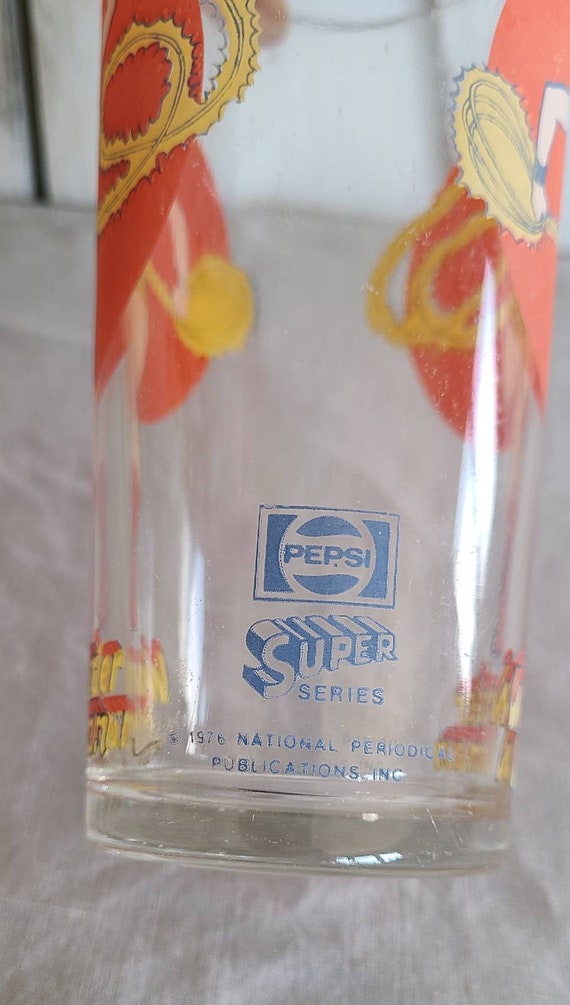 PEPSI
SUPER
SERIES
© 1976 NATIONAL PERIODICAL
PUBLICATIONS, INC